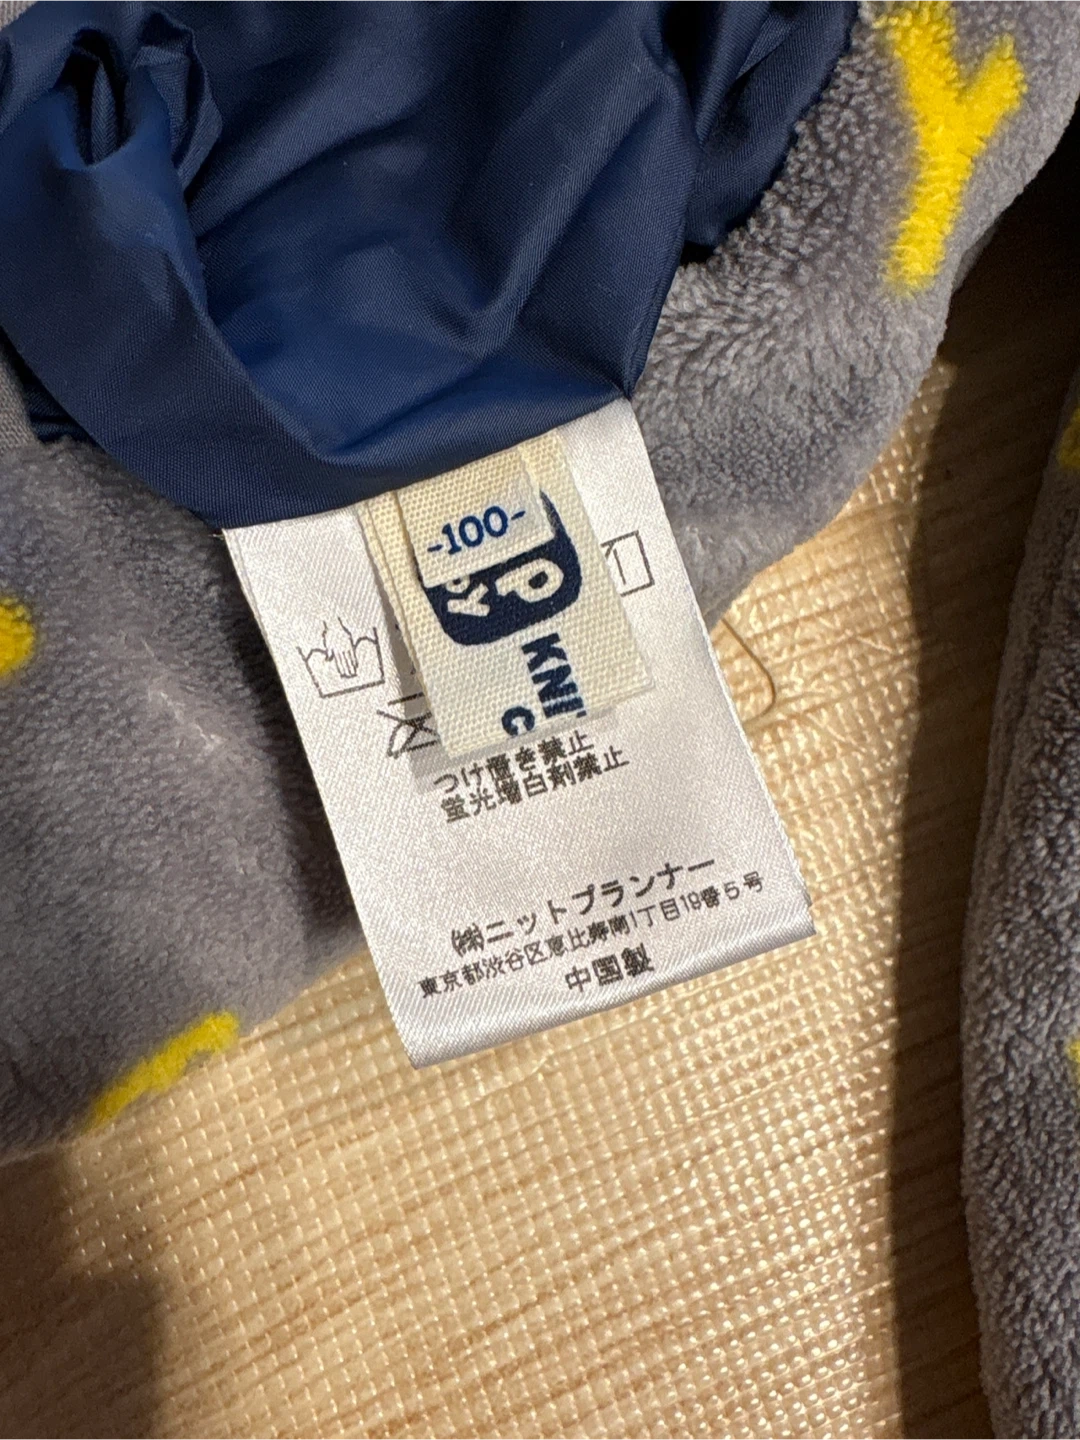 -100-
P
KNI
C
つけ置き禁止
蛍光増白剤禁止
㈱ニットプランナー
東京都渋谷区恵比寿南1丁目19番5号
中国製